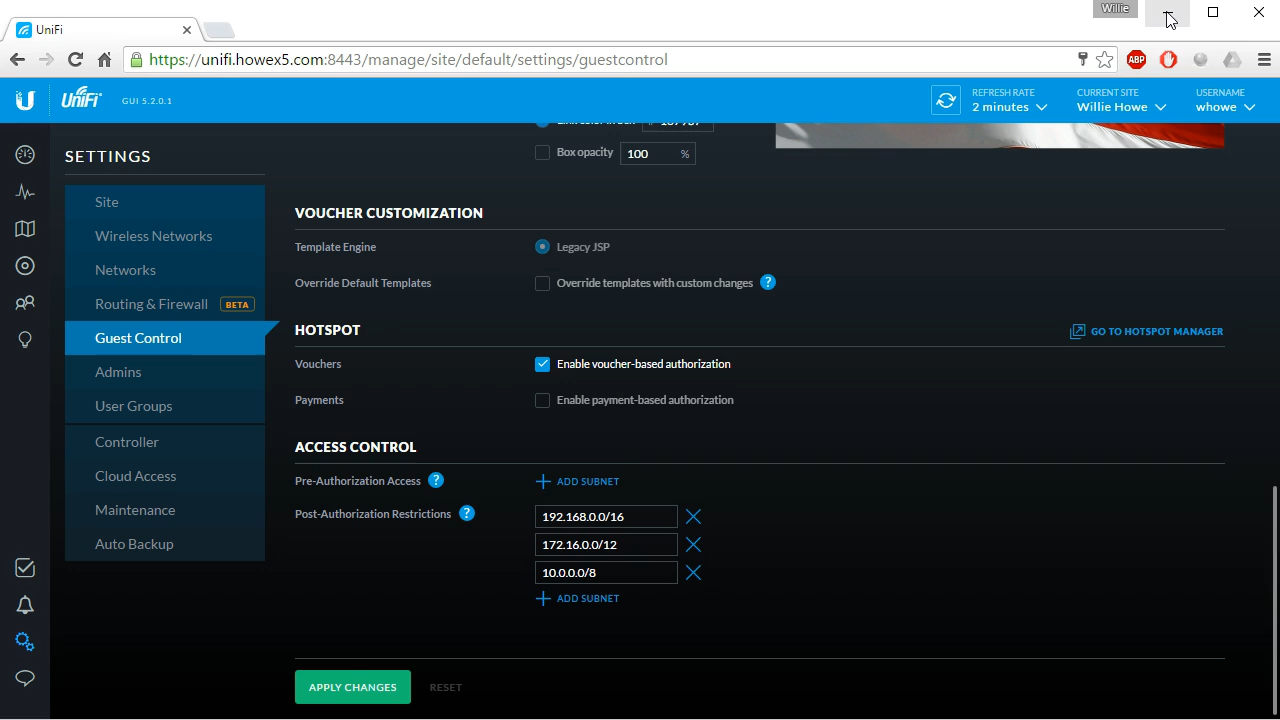 Willie
UniFi
https://unifi.howex5.com:8443/manage/site/default/settings/guestcontrol
ABP
UniFi
GUI 5.2.0.1
REFRESH RATE
2 minutes
CURRENT SITE
Willie Howe
USERNAME
whowe
SETTINGS
Site
Wireless Networks
Networks
Routing & Firewall BETA
Guest Control
Admins
User Groups
Controller
Cloud Access
Maintenance
Auto Backup
Box opacity 100 %
VOUCHER CUSTOMIZATION
Template Engine Legacy JSP
Override Default Templates Override templates with custom changes ?
HOTSPOT GO TO HOTSPOT MANAGER
Vouchers Enable voucher-based authorization
Payments Enable payment-based authorization
ACCESS CONTROL
Pre-Authorization Access ? ADD SUBNET
Post-Authorization Restrictions ? 192.168.0.0/16
172.16.0.0/12
10.0.0.0/8
ADD SUBNET
APPLY CHANGES RESET